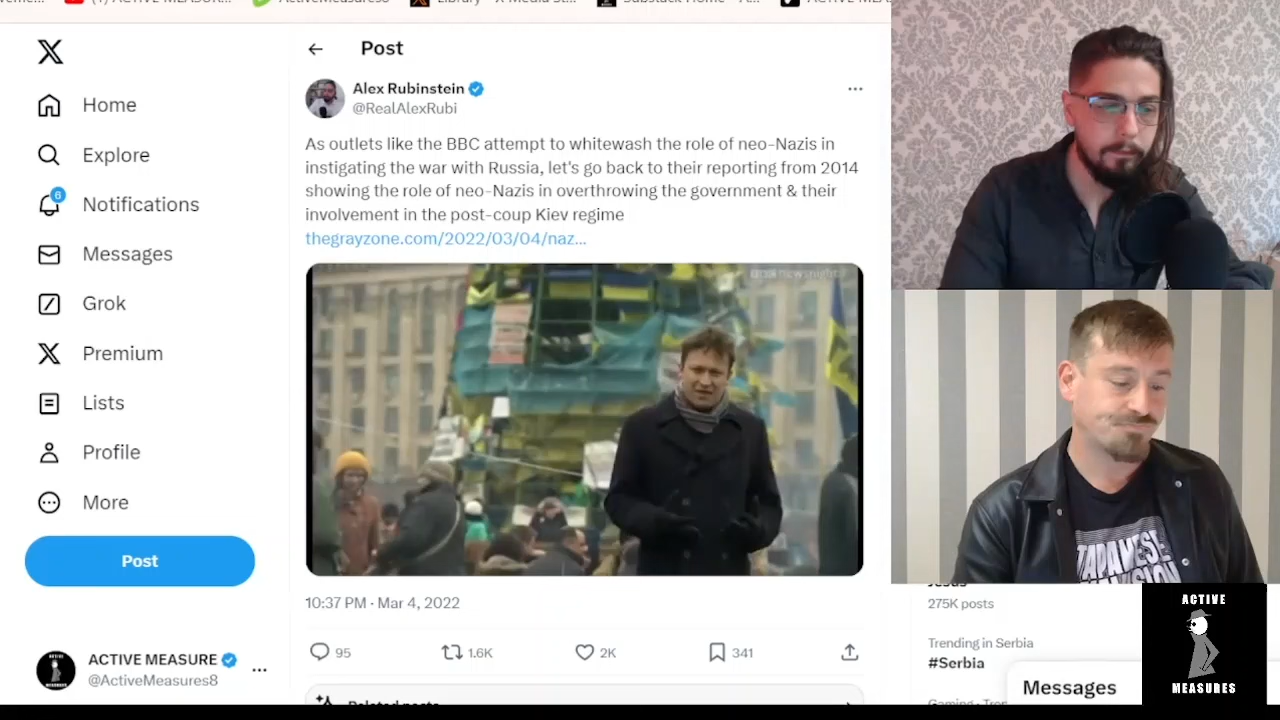 Post
Alex Rubinstein
@RealAlexRubi
As outlets like the BBC attempt to whitewash the role of neo-Nazis in
instigating the war with Russia, let's go back to their reporting from 2014
showing the role of neo-Nazis in overthrowing the government & their
involvement in the post-coup Kiev regime
thegrayzone.com/2022/03/04/naz...
10:37 PM · Mar 4, 2022
95
1.6K
2K
341
Home
Explore
6
Notifications
Messages
Grok
Premium
Lists
Profile
More
Post
ACTIVE MEASURE
@ActiveMeasures8
275K posts
Trending in Serbia
#Serbia
Messages
ACTIVE
MEASURES